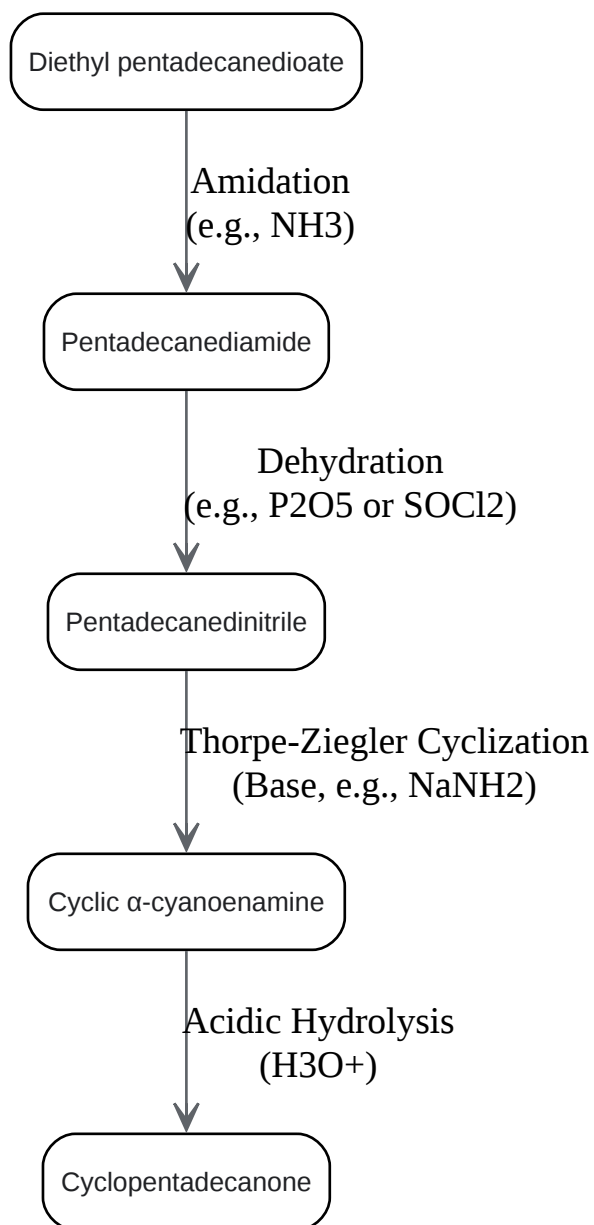 Diethyl pentadecanedioate
Amidation
(e.g., NH3)
Pentadecanediamide
Dehydration
(e.g., P2O5 or SOCl2)
Pentadecanedinitrile
Thorpe-Ziegler Cyclization
(Base, e.g., NaNH2)
Cyclic α-cyanoenamine
Acidic Hydrolysis
(H3O+)
Cyclopentadecanone